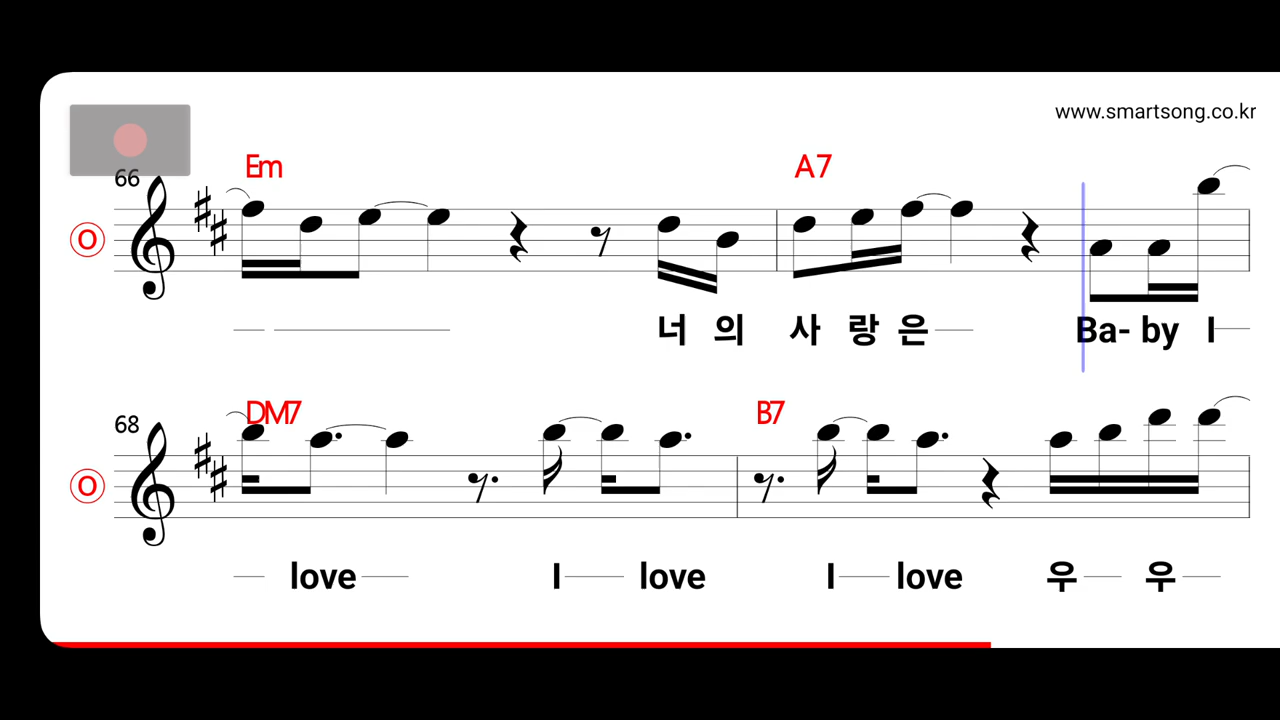 www.smartsong.co.kr
Em A7
66
O
너 의 사 랑 은 Ba- by I
DM7 B7
68
O
love I love I love 우 우